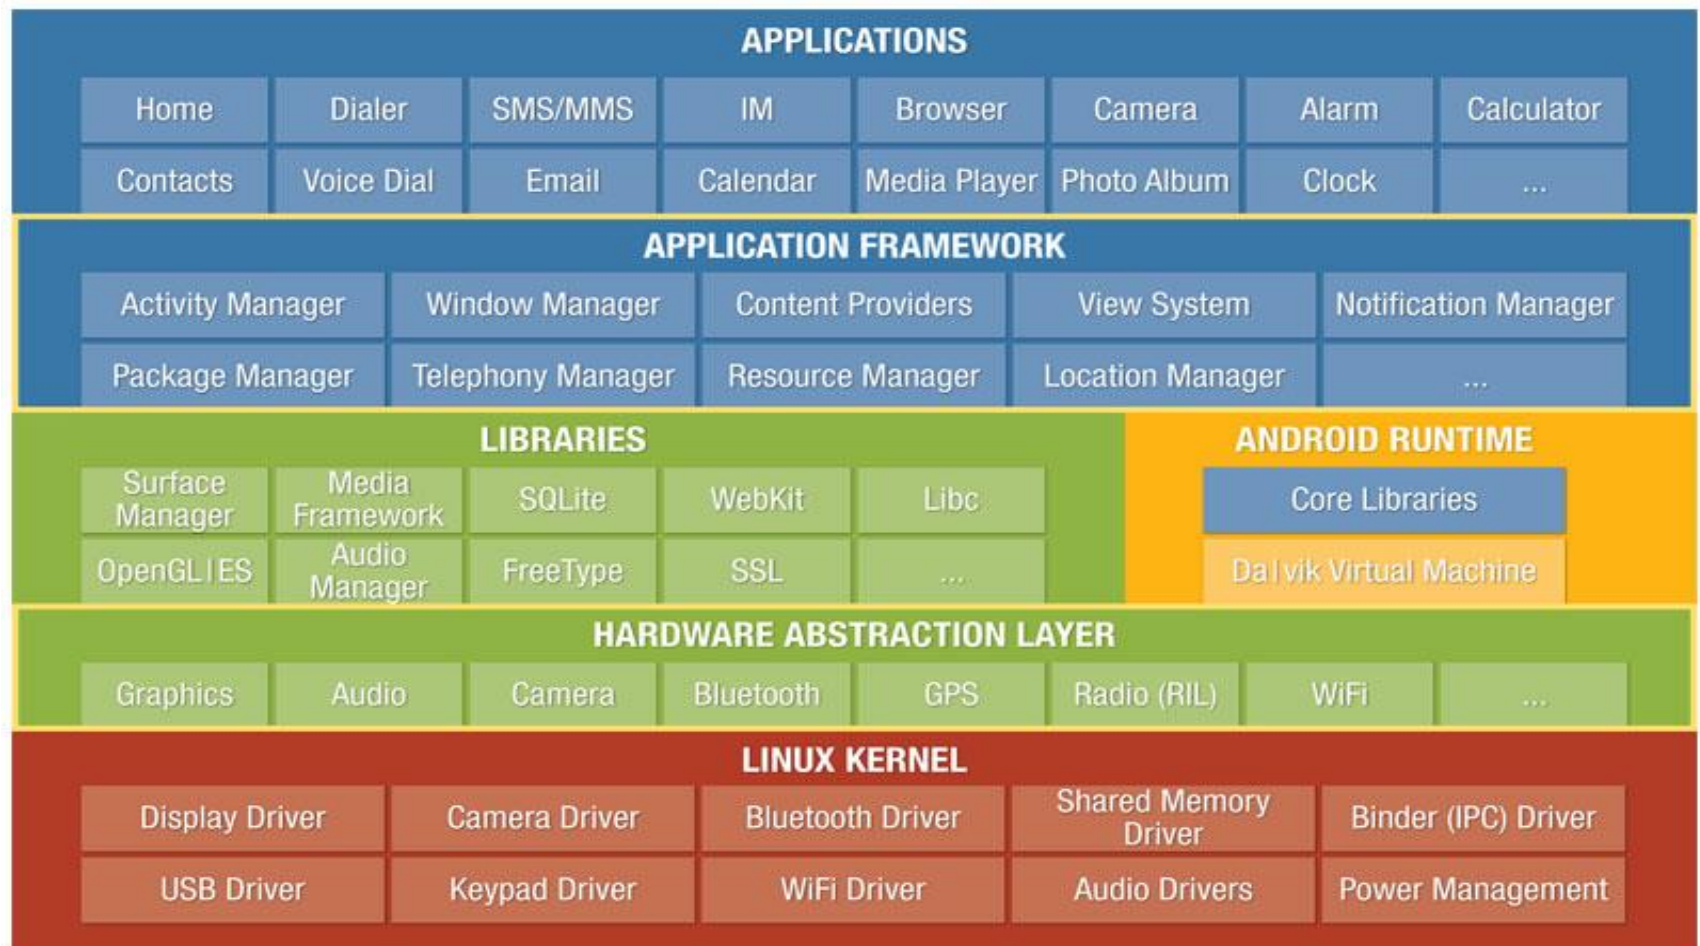 APPLICATIONS
Home Dialer SMS/MMS IM Browser Camera Alarm Calculator
Contacts Voice Dial Email Calendar Media Player Photo Album Clock ...
APPLICATION FRAMEWORK
Activity Manager Window Manager Content Providers View System Notification Manager
Package Manager Telephony Manager Resource Manager Location Manager ...
LIBRARIES
Surface Manager Media Framework SQLite WebKit Libc
OpenGL|ES Audio Manager FreeType SSL ...
ANDROID RUNTIME
Core Libraries
Dalvik Virtual Machine
HARDWARE ABSTRACTION LAYER
Graphics Audio Camera Bluetooth GPS Radio (RIL) WiFi ...
LINUX KERNEL
Display Driver Camera Driver Bluetooth Driver Shared Memory Driver Binder (IPC) Driver
USB Driver Keypad Driver WiFi Driver Audio Drivers Power Management